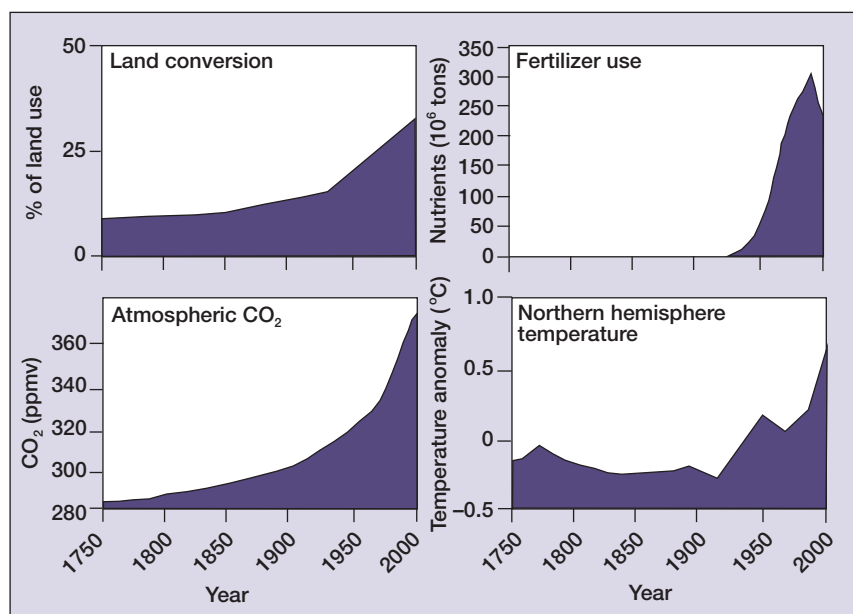 Land conversion
% of land use
50
25
0
Fertilizer use
Nutrients (10⁶ tons)
350
300
250
200
150
100
50
0
Atmospheric CO₂
CO₂ (ppmv)
360
340
320
300
280
1750
1800
1850
1900
1950
2000
Year
Northern hemisphere
temperature
Temperature anomaly (°C)
1.0
0.5
0
–0.5
1750
1800
1850
1900
1950
2000
Year